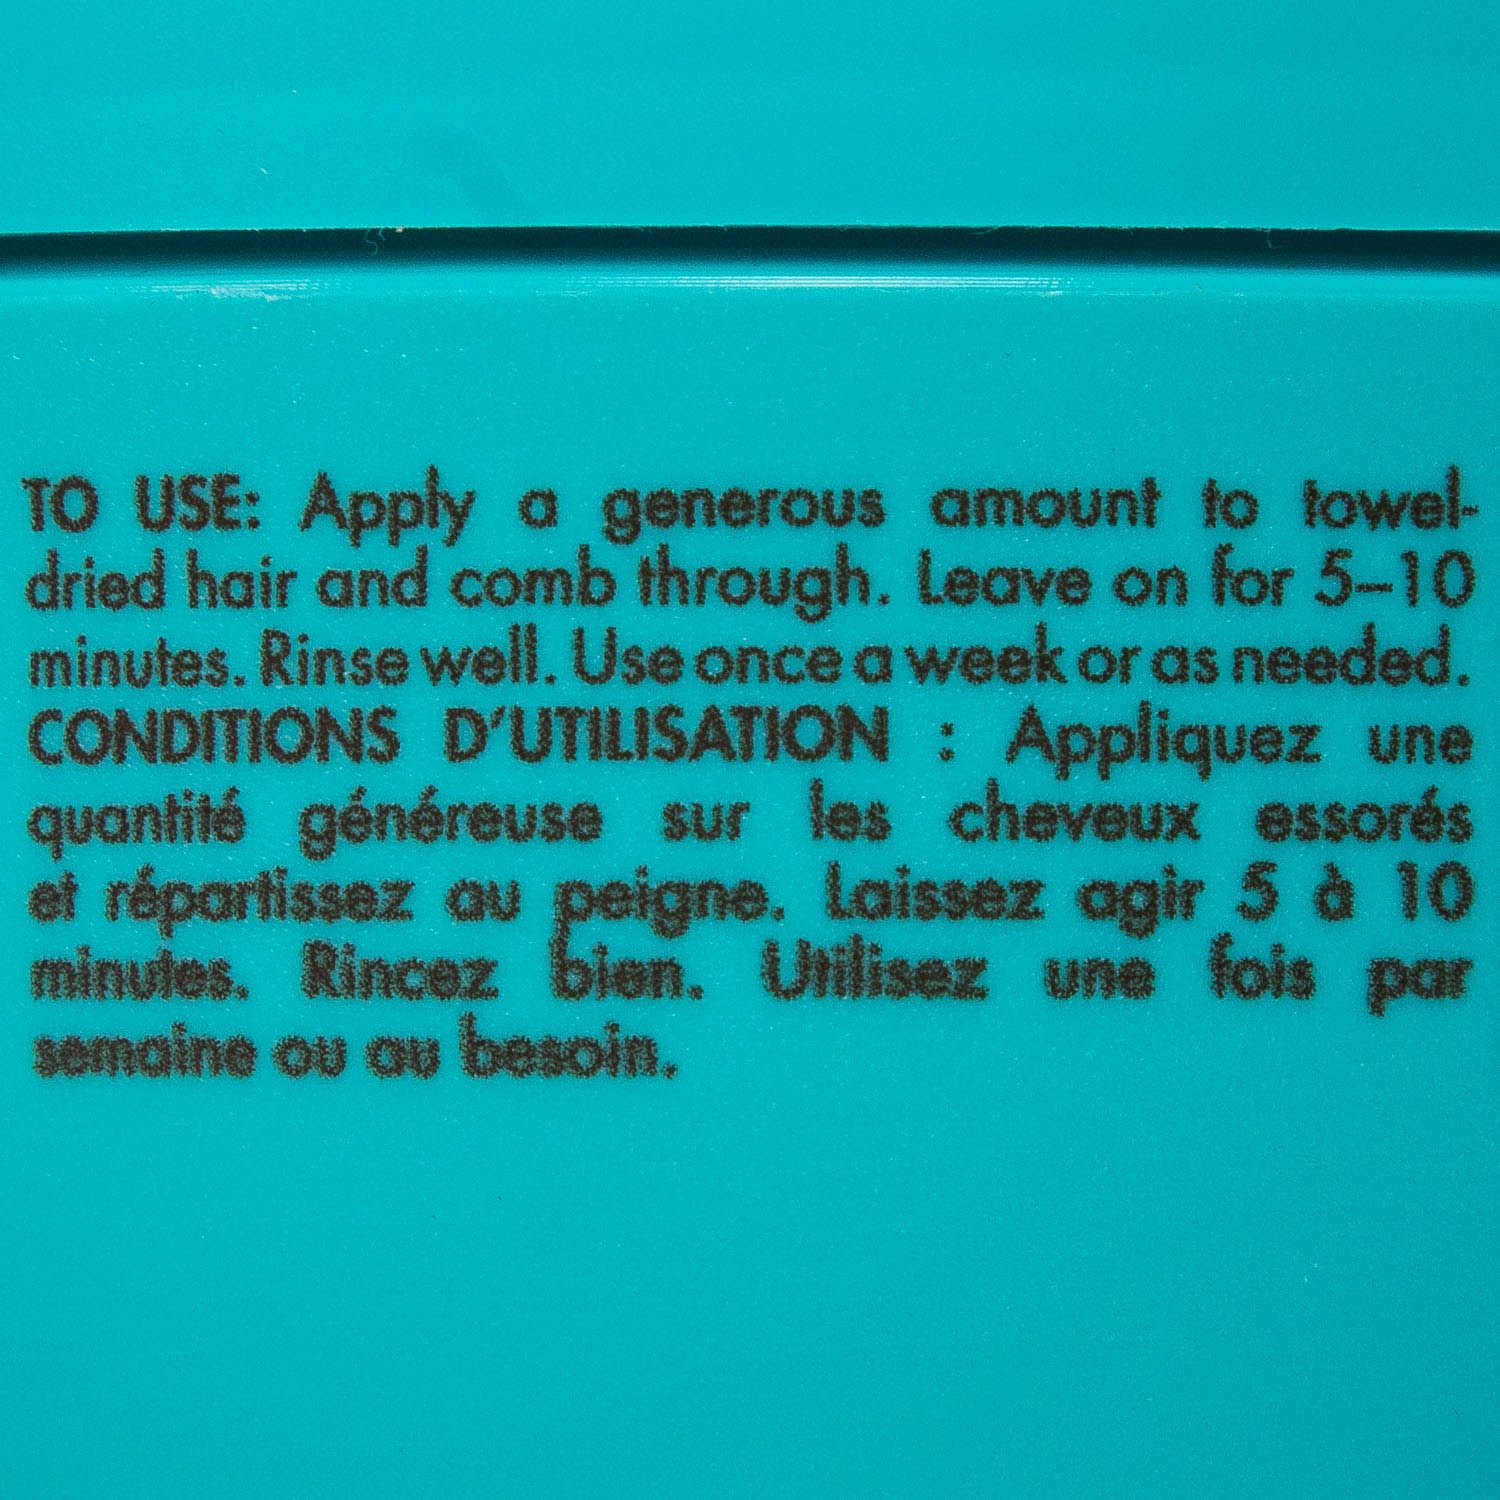 TO USE: Apply a generous amount to towel-
dried hair and comb through. Leave on for 5–10
minutes. Rinse well. Use once a week or as needed.
CONDITIONS D'UTILISATION : Appliquez une
quantité généreuse sur les cheveux essorés
et répartissez au peigne. Laissez agir 5 à 10
minutes. Rincez bien. Utilisez une fois par
semaine ou au besoin.